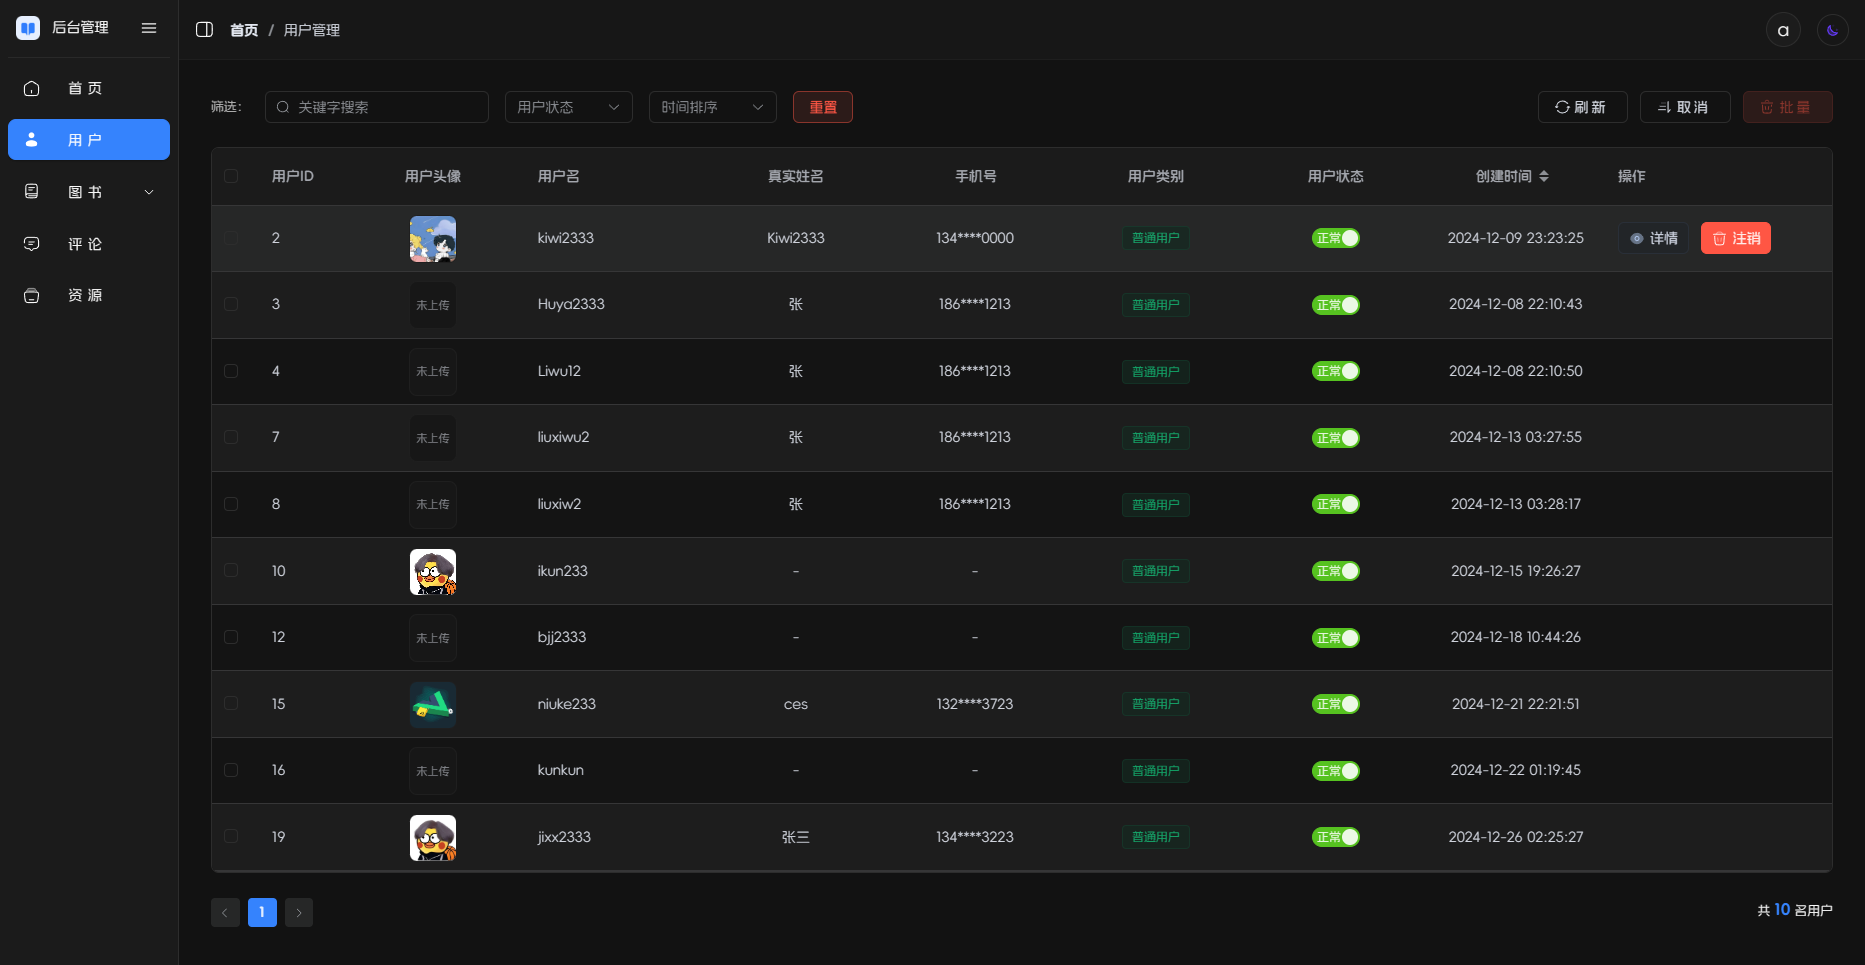 后台管理
首页 / 用户管理
a
首 页
用 户
图 书
评 论
资 源
筛选: 关键字搜索 用户状态 时间排序 重置 刷新 取消 批量
用户ID 用户头像 用户名 真实姓名 手机号 用户类别 用户状态 创建时间 操作
2 kiwi2333 Kiwi2333 134****0000 普通用户 正常 2024-12-09 23:23:25 详情 注销
3 未上传 Huya2333 张 186****1213 普通用户 正常 2024-12-08 22:10:43
4 未上传 Liwu12 张 186****1213 普通用户 正常 2024-12-08 22:10:50
7 未上传 liuxiwu2 张 186****1213 普通用户 正常 2024-12-13 03:27:55
8 未上传 liuxiw2 张 186****1213 普通用户 正常 2024-12-13 03:28:17
10 ikun233 - - 普通用户 正常 2024-12-15 19:26:27
12 未上传 bjj2333 - - 普通用户 正常 2024-12-18 10:44:26
15 niuke233 ces 132****3723 普通用户 正常 2024-12-21 22:21:51
16 未上传 kunkun - - 普通用户 正常 2024-12-22 01:19:45
19 jixx2333 张三 134****3223 普通用户 正常 2024-12-26 02:25:27
1
共 10 名用户